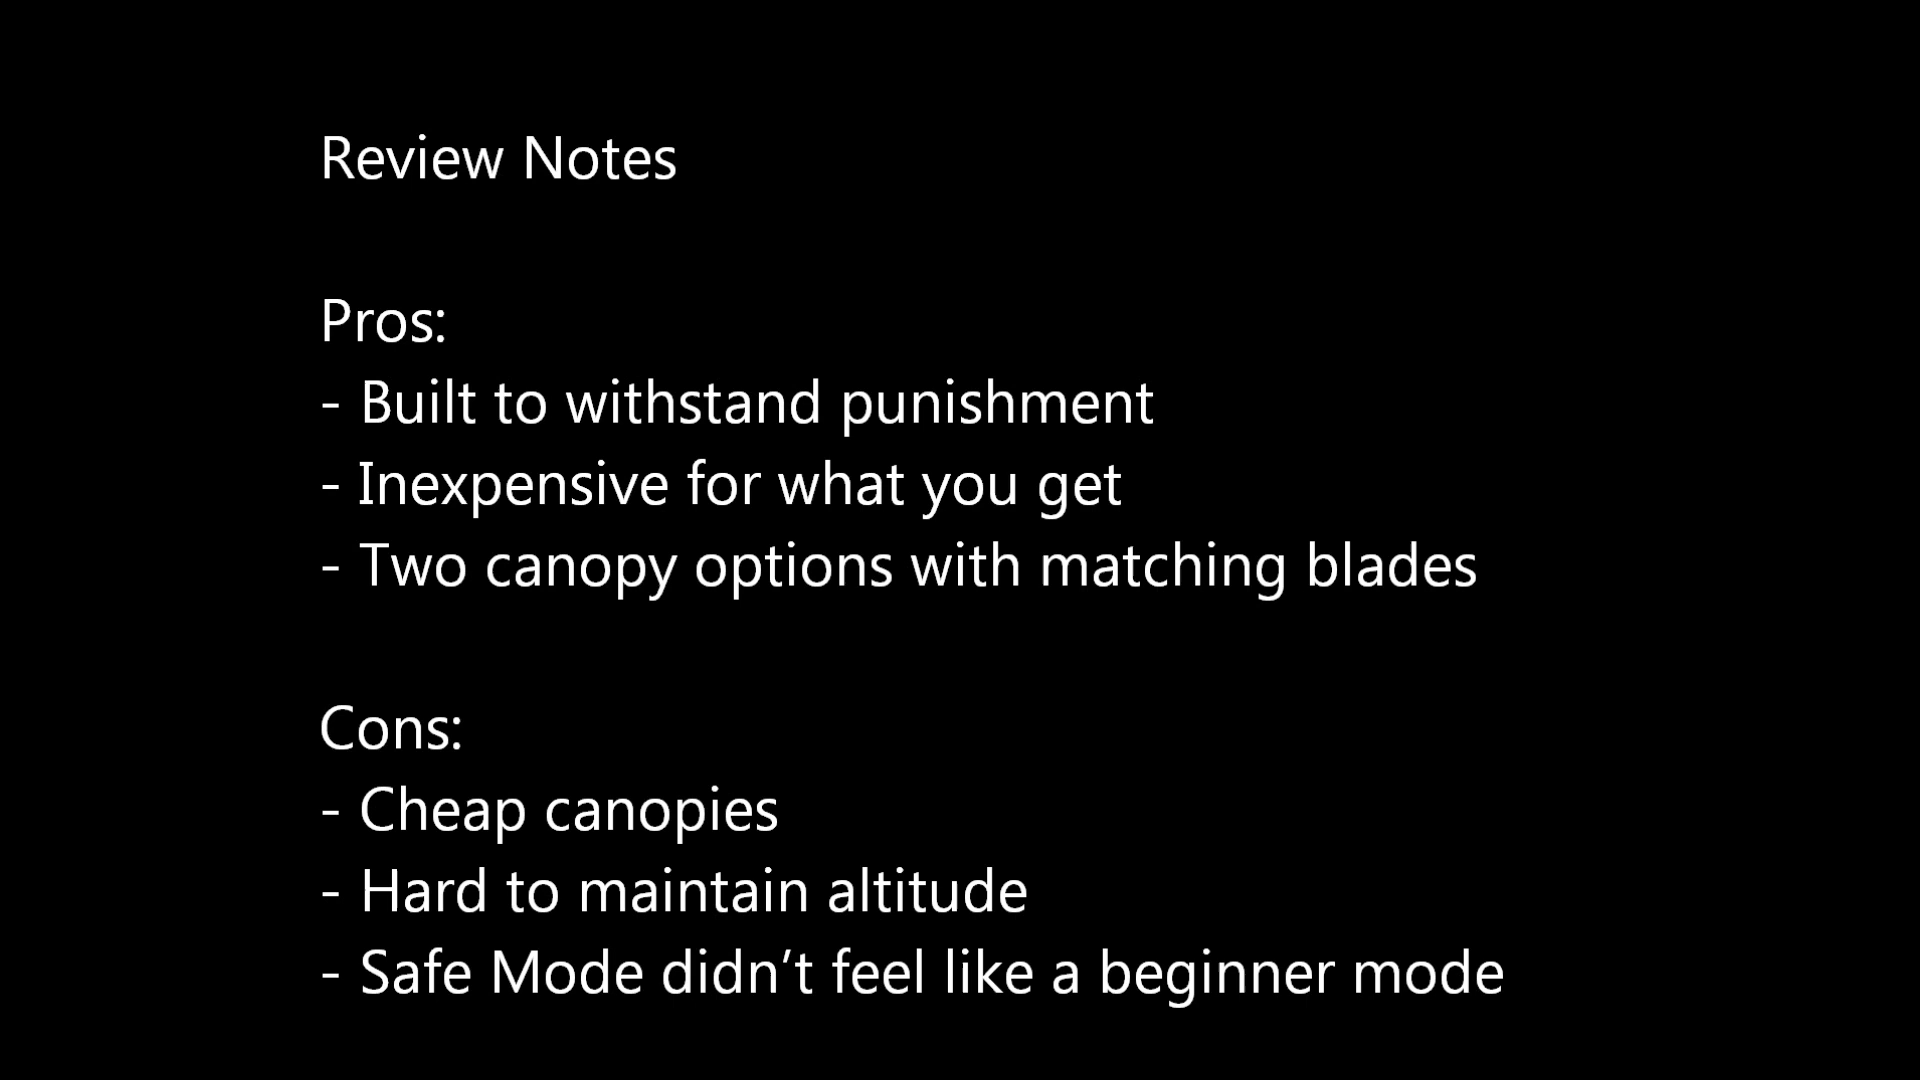 Review Notes
Pros:
- Built to withstand punishment
- Inexpensive for what you get
- Two canopy options with matching blades
Cons:
- Cheap canopies
- Hard to maintain altitude
- Safe Mode didn’t feel like a beginner mode